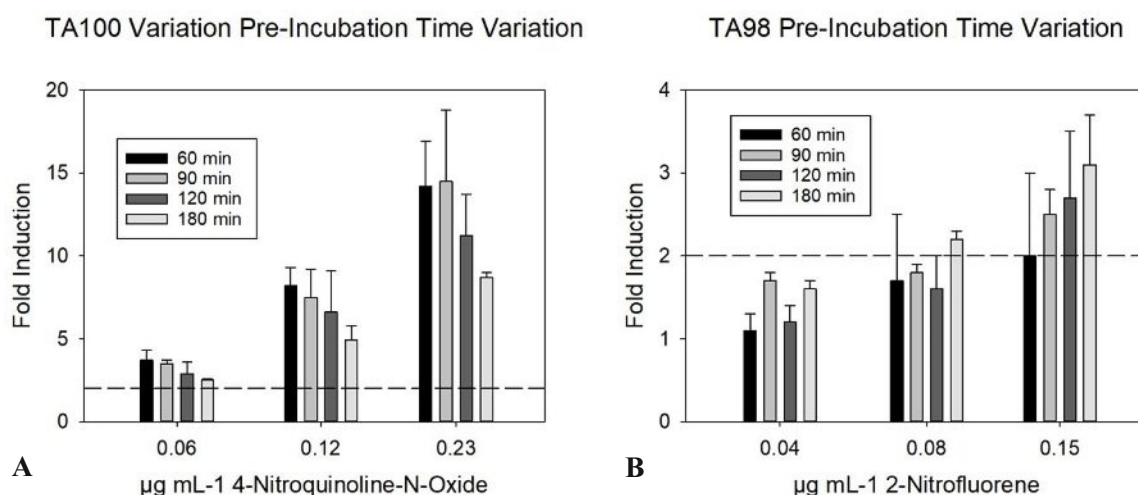 TA100 Variation Pre-Incubation Time Variation
20
15
10
5
0
Fold Induction
60 min
90 min
120 min
180 min
0.06
0.12
0.23
A
µg mL-1 4-Nitroquinoline-N-Oxide
TA98 Pre-Incubation Time Variation
4
3
2
1
0
Fold Induction
60 min
90 min
120 min
180 min
0.04
0.08
0.15
B
µg mL-1 2-Nitrofluorene